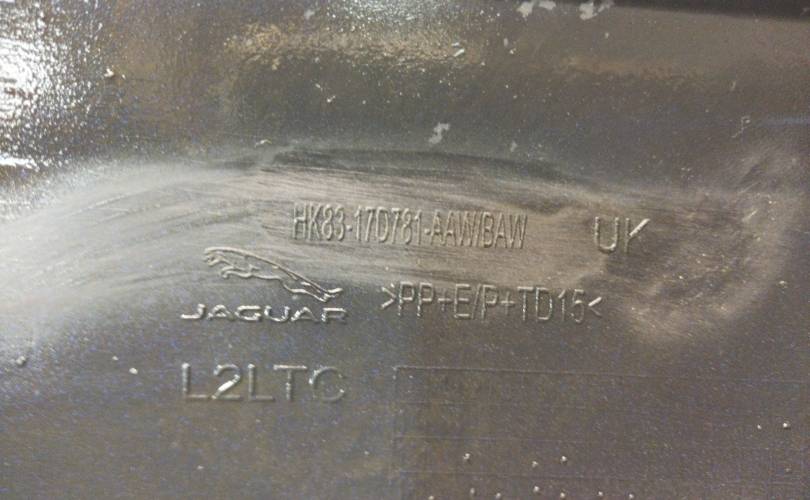 HK83-17D781-AAW/BAW UK
JAGUAR >PP+E/P+TD15<
L2LTC